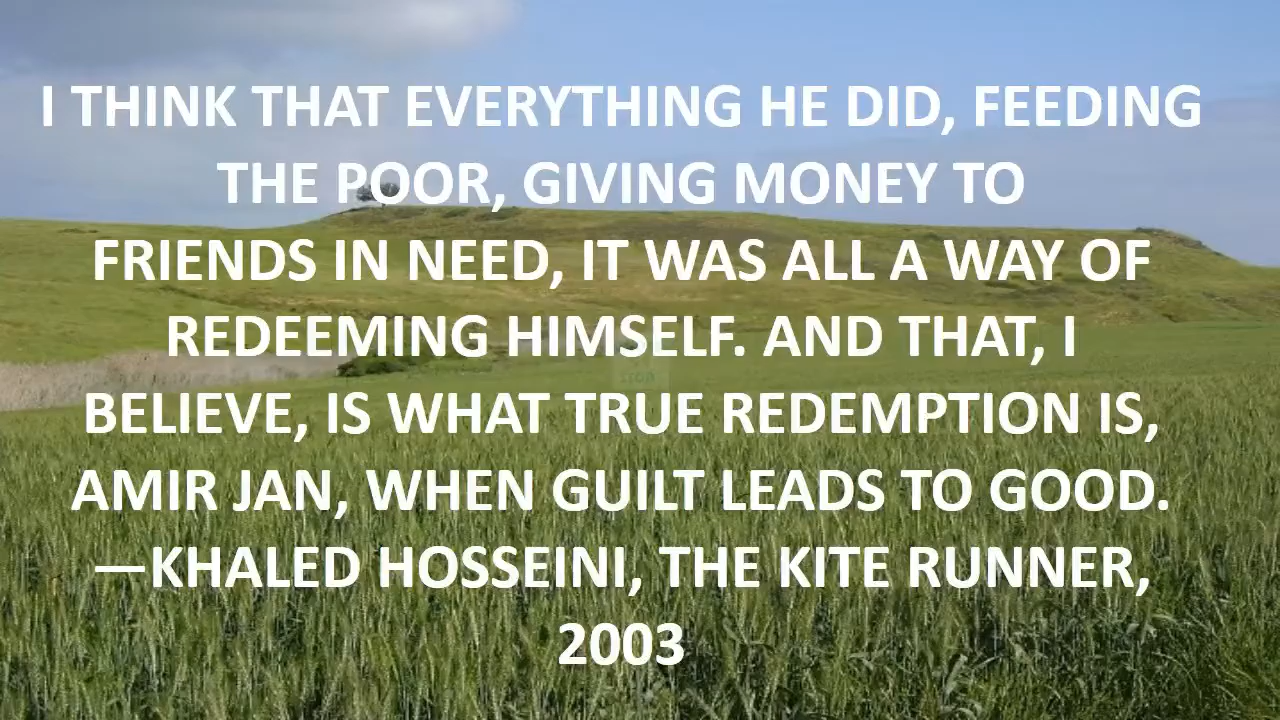 I THINK THAT EVERYTHING HE DID, FEEDING
THE POOR, GIVING MONEY TO
FRIENDS IN NEED, IT WAS ALL A WAY OF
REDEEMING HIMSELF. AND THAT, I
BELIEVE, IS WHAT TRUE REDEMPTION IS,
AMIR JAN, WHEN GUILT LEADS TO GOOD.
—KHALED HOSSEINI, THE KITE RUNNER,
2003